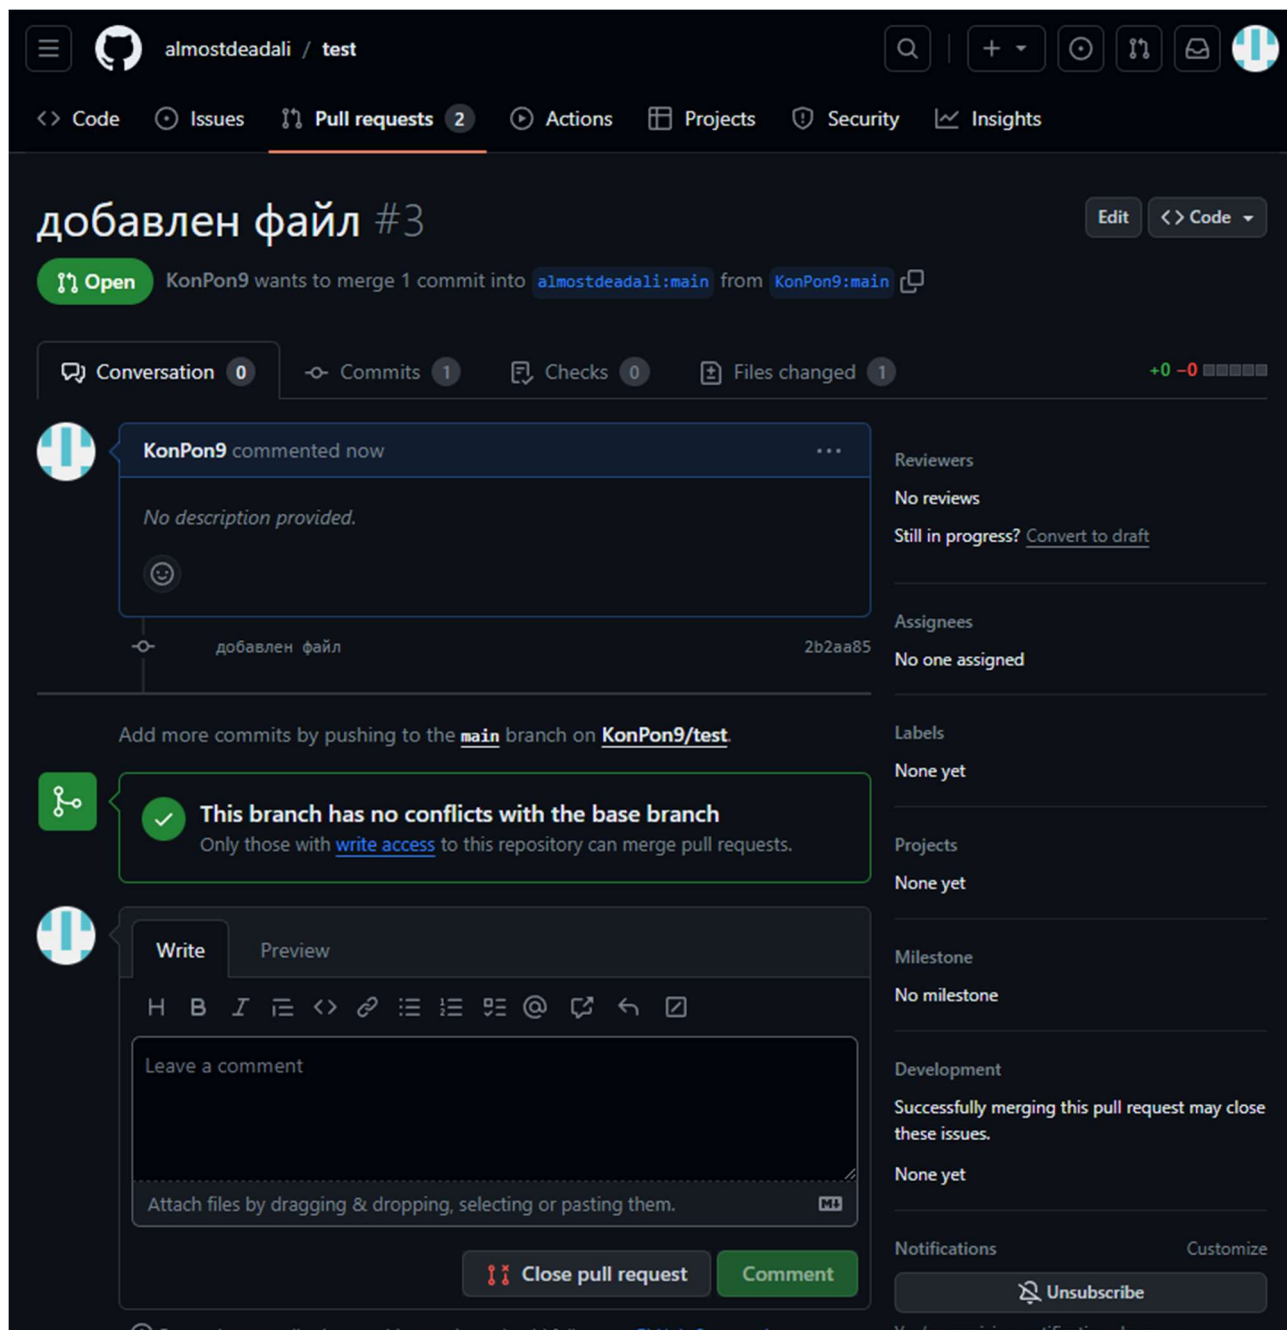 almostdeadali / test
Code Issues Pull requests 2 Actions Projects Security Insights
добавлен файл #3
Edit Code
Open KonPon9 wants to merge 1 commit into almostdeadali:main from KonPon9:main
Conversation 0 Commits 1 Checks 0 Files changed 1 +0 −0
KonPon9 commented now
No description provided.
добавлен файл 2b2aa85
Add more commits by pushing to the main branch on KonPon9/test.
This branch has no conflicts with the base branch
Only those with write access to this repository can merge pull requests.
Write Preview
Leave a comment
Attach files by dragging & dropping, selecting or pasting them.
Close pull request Comment
Reviewers
No reviews
Still in progress? Convert to draft
Assignees
No one assigned
Labels
None yet
Projects
None yet
Milestone
No milestone
Development
Successfully merging this pull request may close
these issues.
None yet
Notifications Customize
Unsubscribe